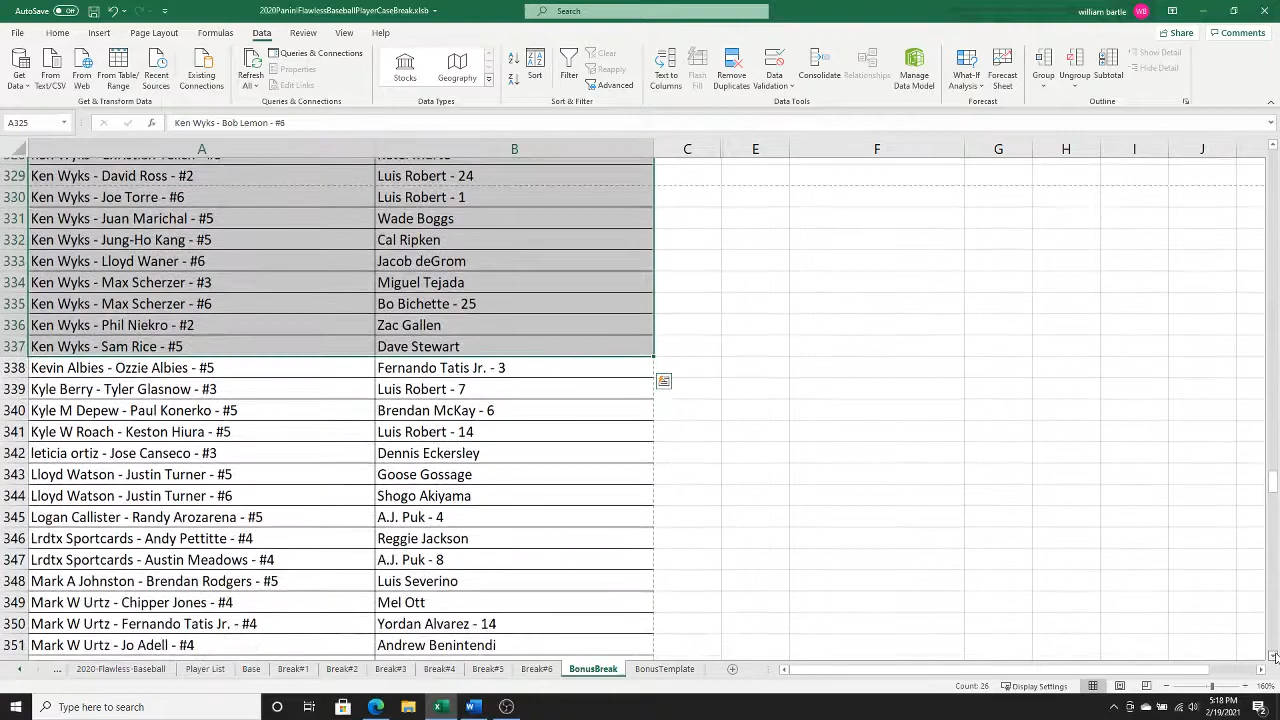 AutoSave Off 2020PaniniFlawlessBaseballPlayerCaseBreak.xlsb Search william bartle WB
File Home Insert Page Layout Formulas Data Review View Help Share Comments
Get Data From Text/CSV From Web From Table/Range Recent Sources Existing Connections
Get & Transform Data
Refresh All Queries & Connections Properties Edit Links
Queries & Connections
Stocks Geography
Data Types
Sort Filter Clear Reapply Advanced
Sort & Filter
Text to Columns Flash Fill Remove Duplicates Data Validation Consolidate Relationships Manage Data Model
Data Tools
What-If Analysis Forecast Sheet
Forecast
Group Ungroup Subtotal Show Detail Hide Detail
Outline
A325 fx Ken Wyks - Bob Lemon - #6
A B C E F G H I J
329 Ken Wyks - David Ross - #2 Luis Robert - 24
330 Ken Wyks - Joe Torre - #6 Luis Robert - 1
331 Ken Wyks - Juan Marichal - #5 Wade Boggs
332 Ken Wyks - Jung-Ho Kang - #5 Cal Ripken
333 Ken Wyks - Lloyd Waner - #6 Jacob deGrom
334 Ken Wyks - Max Scherzer - #3 Miguel Tejada
335 Ken Wyks - Max Scherzer - #6 Bo Bichette - 25
336 Ken Wyks - Phil Niekro - #2 Zac Gallen
337 Ken Wyks - Sam Rice - #5 Dave Stewart
338 Kevin Albies - Ozzie Albies - #5 Fernando Tatis Jr. - 3
339 Kyle Berry - Tyler Glasnow - #3 Luis Robert - 7
340 Kyle M Depew - Paul Konerko - #5 Brendan McKay - 6
341 Kyle W Roach - Keston Hiura - #5 Luis Robert - 14
342 leticia ortiz - Jose Canseco - #3 Dennis Eckersley
343 Lloyd Watson - Justin Turner - #5 Goose Gossage
344 Lloyd Watson - Justin Turner - #6 Shogo Akiyama
345 Logan Callister - Randy Arozarena - #5 A.J. Puk - 4
346 Lrdtx Sportcards - Andy Pettitte - #4 Reggie Jackson
347 Lrdtx Sportcards - Austin Meadows - #4 A.J. Puk - 8
348 Mark A Johnston - Brendan Rodgers - #5 Luis Severino
349 Mark W Urtz - Chipper Jones - #4 Mel Ott
350 Mark W Urtz - Fernando Tatis Jr. - #4 Yordan Alvarez - 14
351 Mark W Urtz - Jo Adell - #4 Andrew Benintendi
... 2020-Flawless-Baseball Player List Base Break#1 Break#2 Break#3 Break#4 Break#5 Break#6 BonusBreak BonusTemplate
Count: 26 Display Settings 160%
Type here to search 5:18 PM
2/19/2021 2